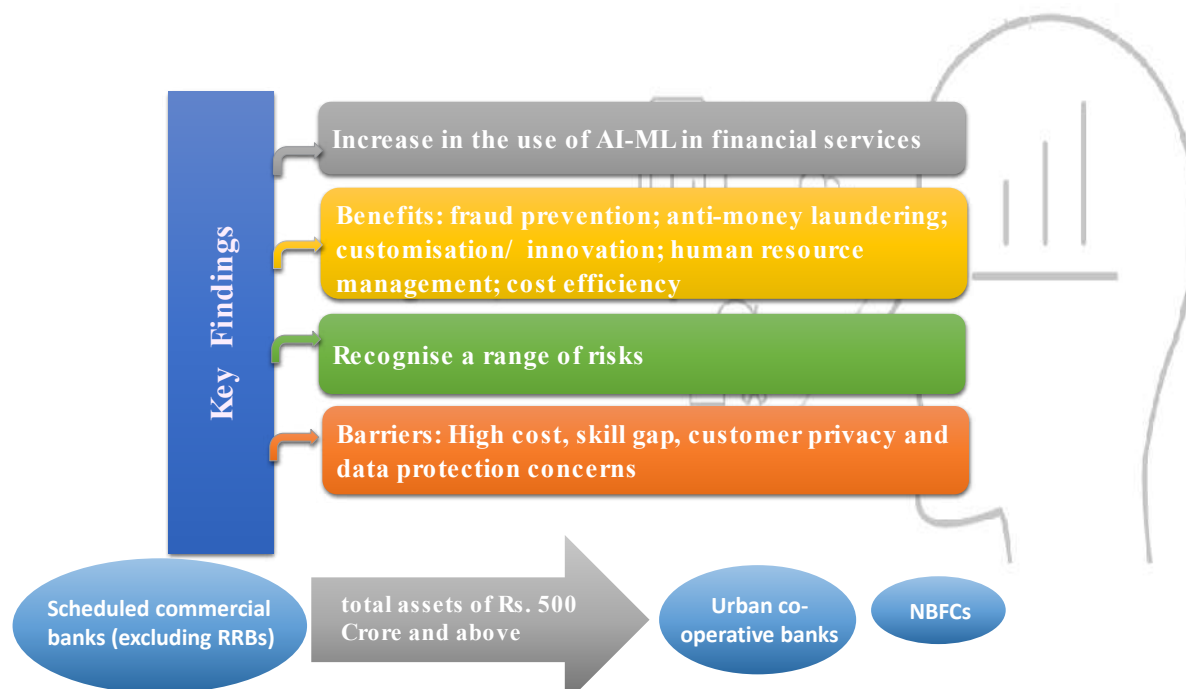 Key Findings
Increase in the use of AI-ML in financial services
Benefits: fraud prevention; anti-money laundering;
customisation/ innovation; human resource
management; cost efficiency
Recognise a range of risks
Barriers: High cost, skill gap, customer privacy and
data protection concerns
Scheduled commercial
banks (excluding RRBs)
total assets of Rs. 500
Crore and above
Urban co-
operative banks
NBFCs